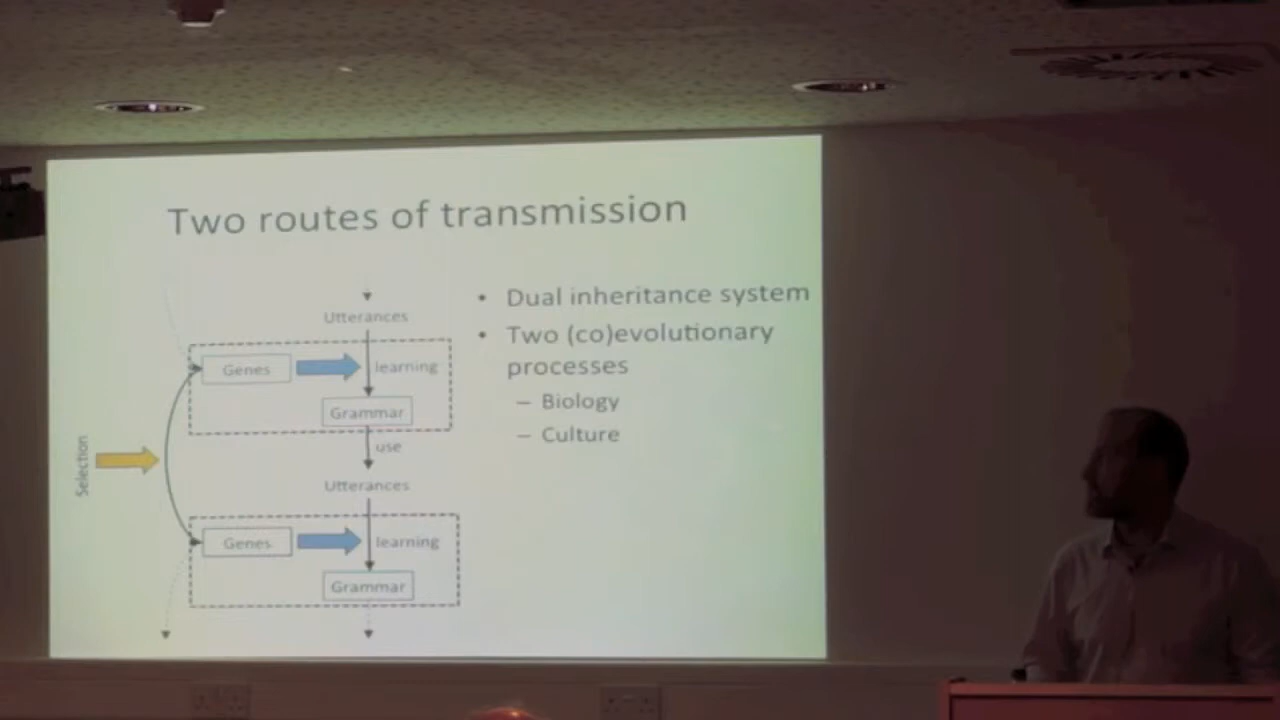 Two routes of transmission
Utterances
Genes
learning
Grammar
use
Selection
Utterances
Genes
learning
Grammar
• Dual inheritance system
• Two (co)evolutionary
processes
– Biology
– Culture